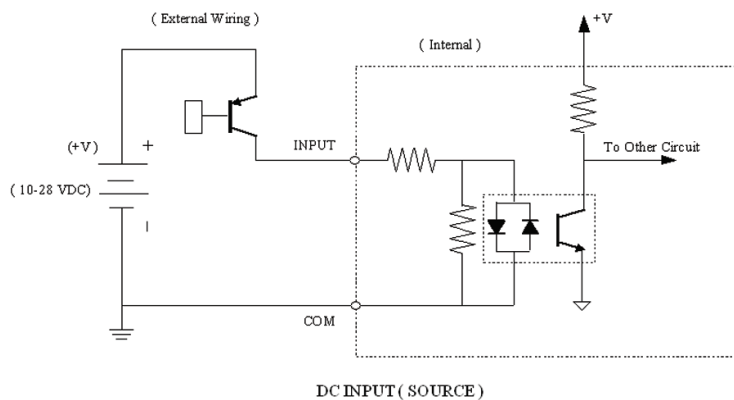 ( External Wiring )
( Internal )
+V
(+V)
+
INPUT
To Other Circuit
( 10-28 VDC)
COM
DC INPUT ( SOURCE )